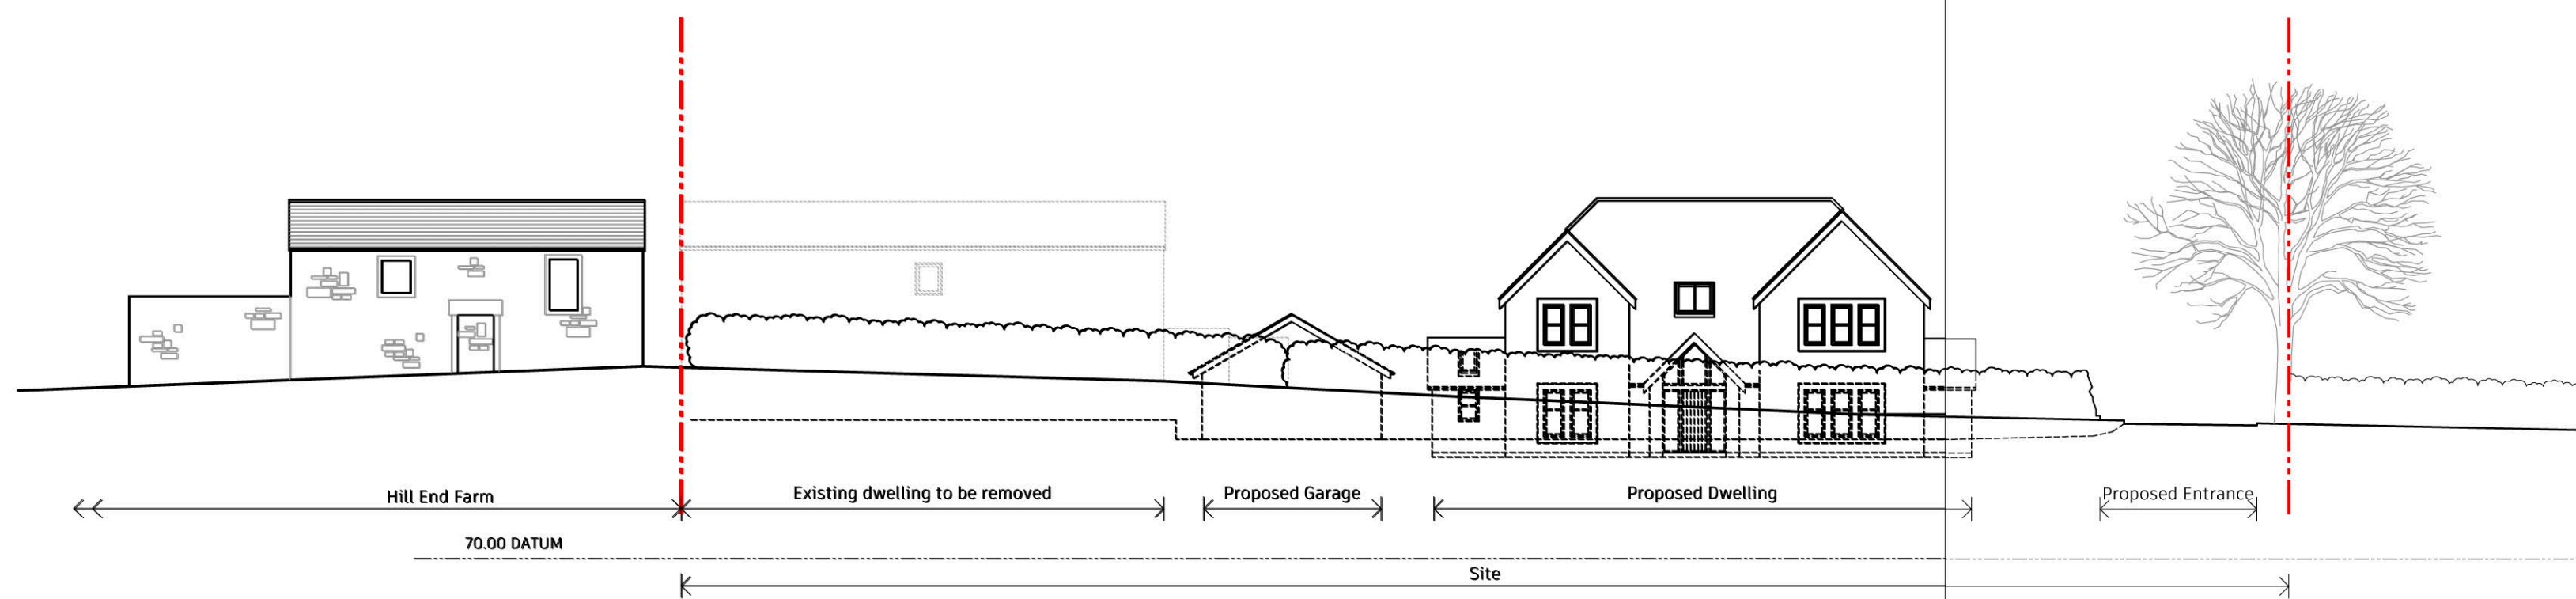 Hill End Farm
Existing dwelling to be removed
Proposed Garage
Proposed Dwelling
Proposed Entrance
70.00 DATUM
Site